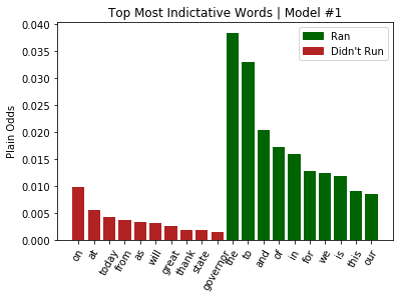 Top Most Indictative Words | Model #1
Ran
Didn't Run
Plain Odds
0.040
0.035
0.030
0.025
0.020
0.015
0.010
0.005
0.000
on
at
today
from
as
will
great
thank
state
governor
the
to
and
of
in
for
we
is
this
our